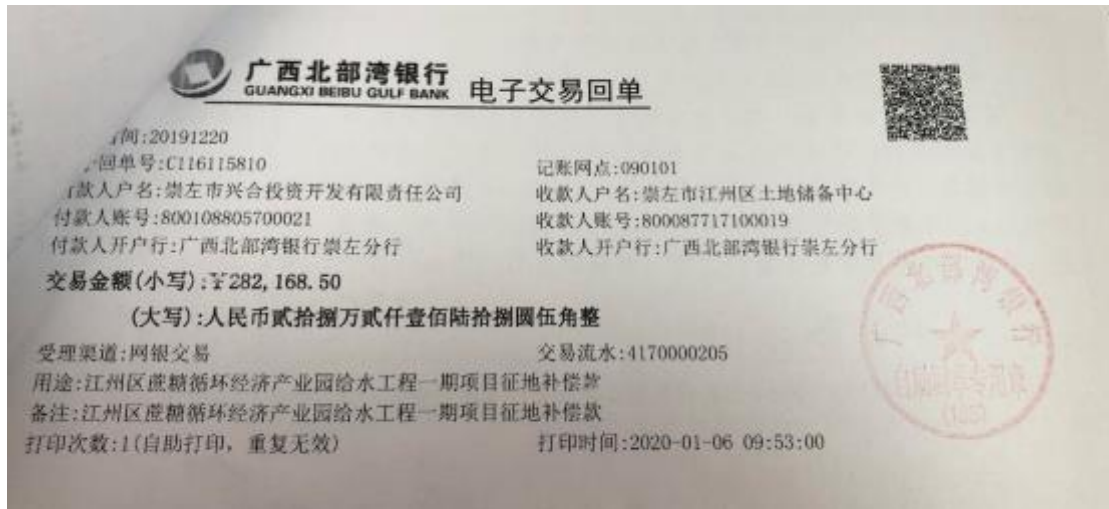 广西北部湾银行
GUANGXI BEIBU GULF BANK
电子交易回单
间:20191220
回单号:C116115810
记账网点:090101
款人户名:崇左市兴合投资开发有限责任公司
收款人户名:崇左市江州区土地储备中心
付款人账号:800108805700021
收款人账号:800087717100019
付款人开户行:广西北部湾银行崇左分行
收款人开户行:广西北部湾银行崇左分行
交易金额(小写):¥282,168.50
(大写):人民币贰拾捌万贰仟壹佰陆拾捌圆伍角整
受理渠道:网银交易
交易流水:4170000205
用途:江州区蔗糖循环经济产业园给水工程一期项目征地补偿款
备注:江州区蔗糖循环经济产业园给水工程一期项目征地补偿款
打印次数:1(自助打印，重复无效)
打印时间:2020-01-06 09:53:00
广西北部湾银行